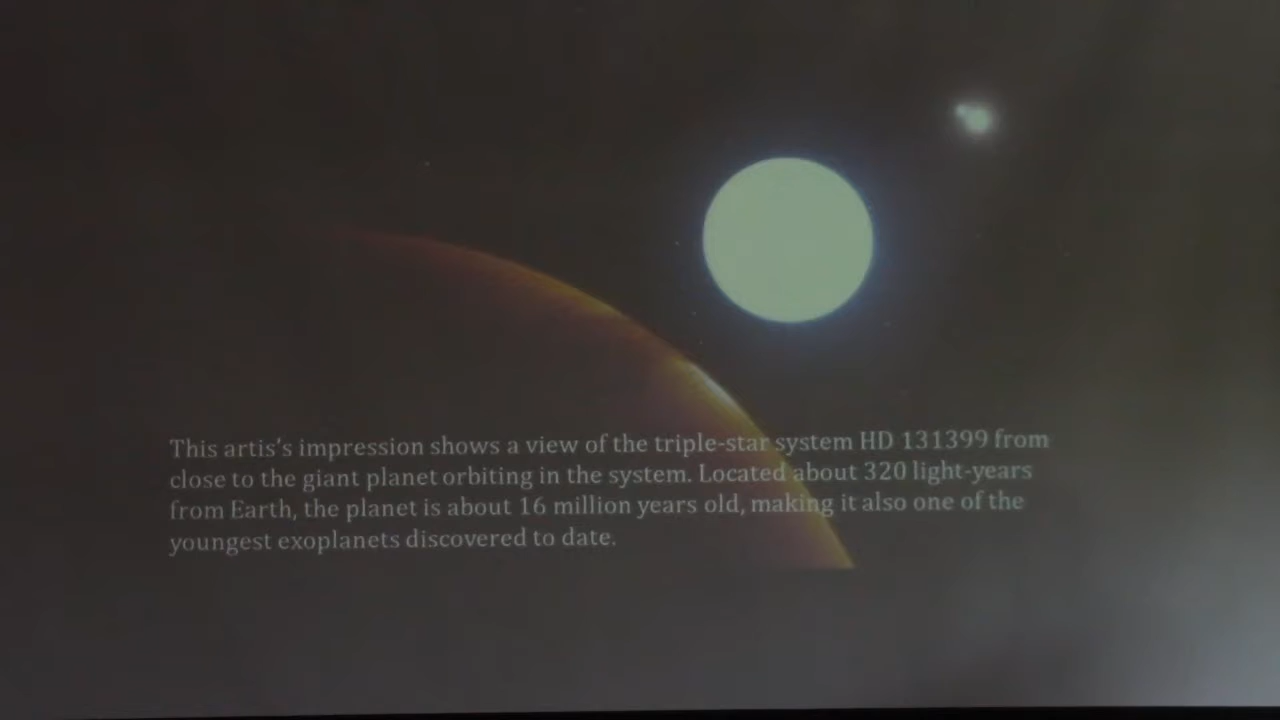 This artis's impression shows a view of the triple-star system HD 131399 from
close to the giant planet orbiting in the system. Located about 320 light-years
from Earth, the planet is about 16 million years old, making it also one of the
youngest exoplanets discovered to date.